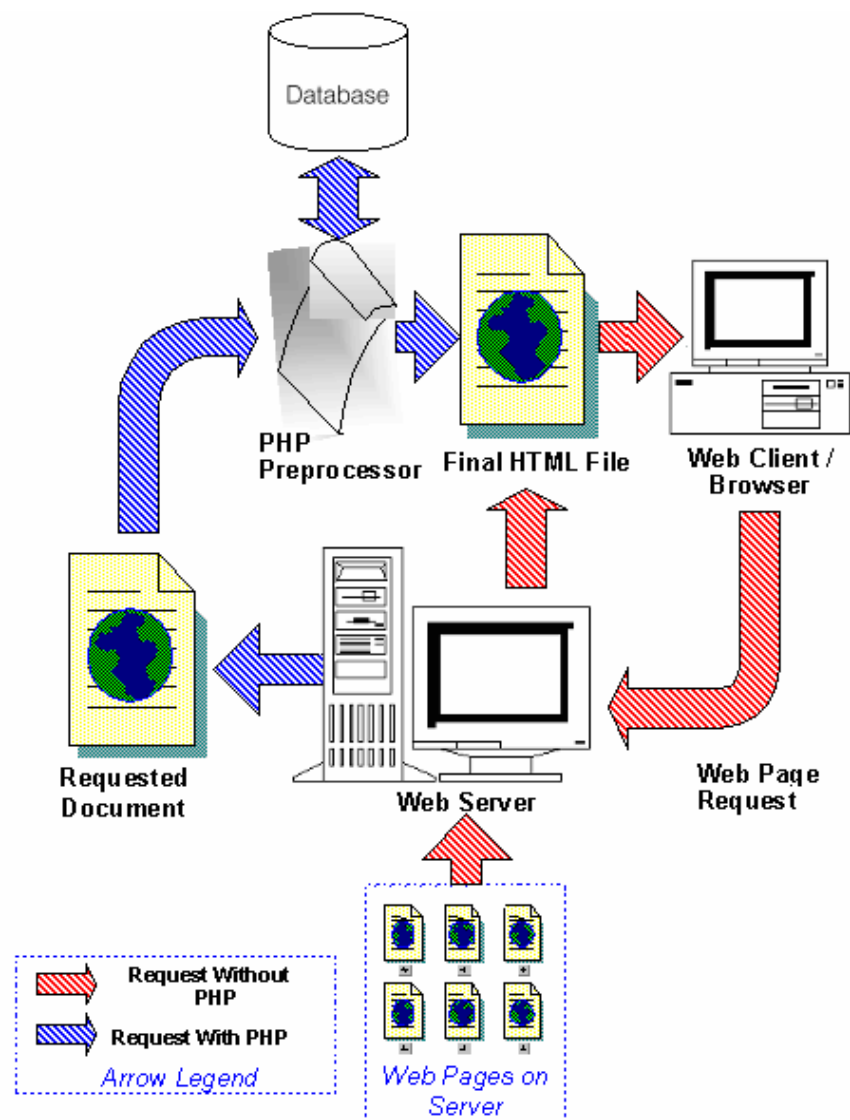 Database
PHP
Preprocessor
Final HTML File
Web Client /
Browser
Requested
Document
Web Server
Web Page
Request
Request Without
PHP
Request With PHP
Arrow Legend
Web Pages on
Server